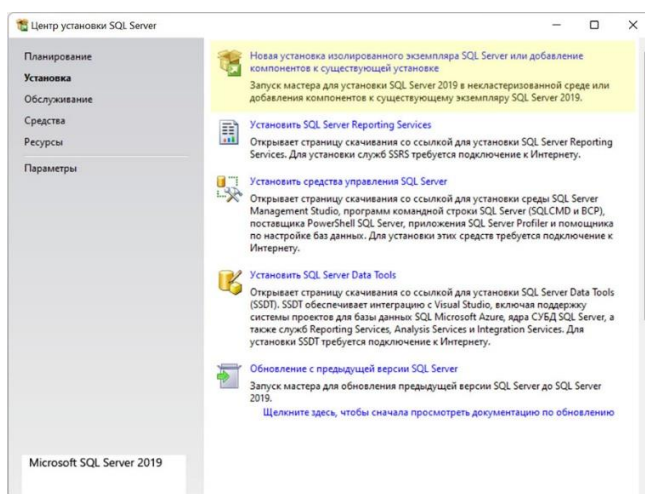 Центр установки SQL Server
Планирование
Установка
Обслуживание
Средства
Ресурсы
Параметры
Новая установка изолированного экземпляра SQL Server или добавление
компонентов к существующей установке
Запуск мастера для установки SQL Server 2019 в некластеризованной среде или
добавления компонентов к существующему экземпляру SQL Server 2019.
Установить SQL Server Reporting Services
Открывает страницу скачивания со ссылкой для установки SQL Server Reporting
Services. Для установки служб SSRS требуется подключение к Интернету.
Установить средства управления SQL Server
Открывает страницу скачивания со ссылкой для установки среды SQL Server
Management Studio, программ командной строки SQL Server (SQLCMD и BCP),
поставщика PowerShell SQL Server, приложения SQL Server Profiler и помощника
по настройке баз данных. Для установки этих средств требуется подключение к
Интернету.
Установить SQL Server Data Tools
Открывает страницу скачивания со ссылкой для установки SQL Server Data Tools
(SSDT). SSDT обеспечивает интеграцию с Visual Studio, включая поддержку
системы проектов для базы данных SQL Microsoft Azure, ядра СУБД SQL Server, а
также служб Reporting Services, Analysis Services и Integration Services. Для
установки SSDT требуется подключение к Интернету.
Обновление с предыдущей версии SQL Server
Запуск мастера для обновления предыдущей версии SQL Server до SQL Server
2019.
Щелкните здесь, чтобы сначала просмотреть документацию по обновлению
Microsoft SQL Server 2019